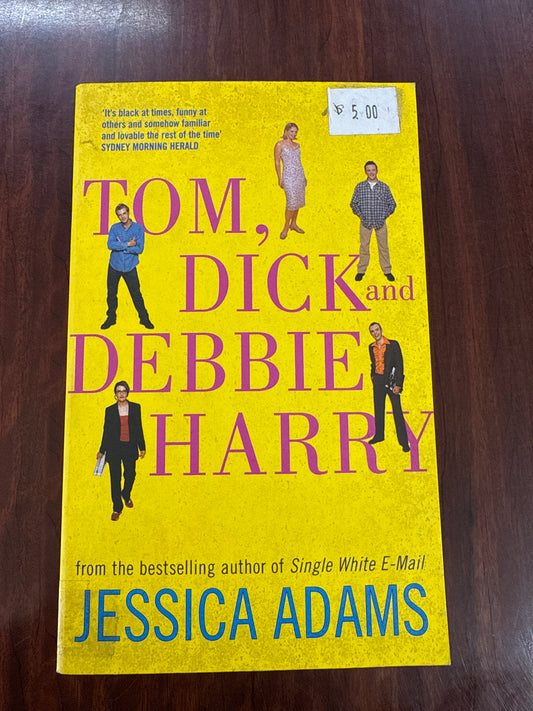 'It's black at times, funny at
others and somehow familiar
and lovable the rest of the time'
SYDNEY MORNING HERALD
$ 5.00
TOM,
DICK and
DEBBIE
HARRY
from the bestselling author of Single White E-Mail
JESSICA ADAMS